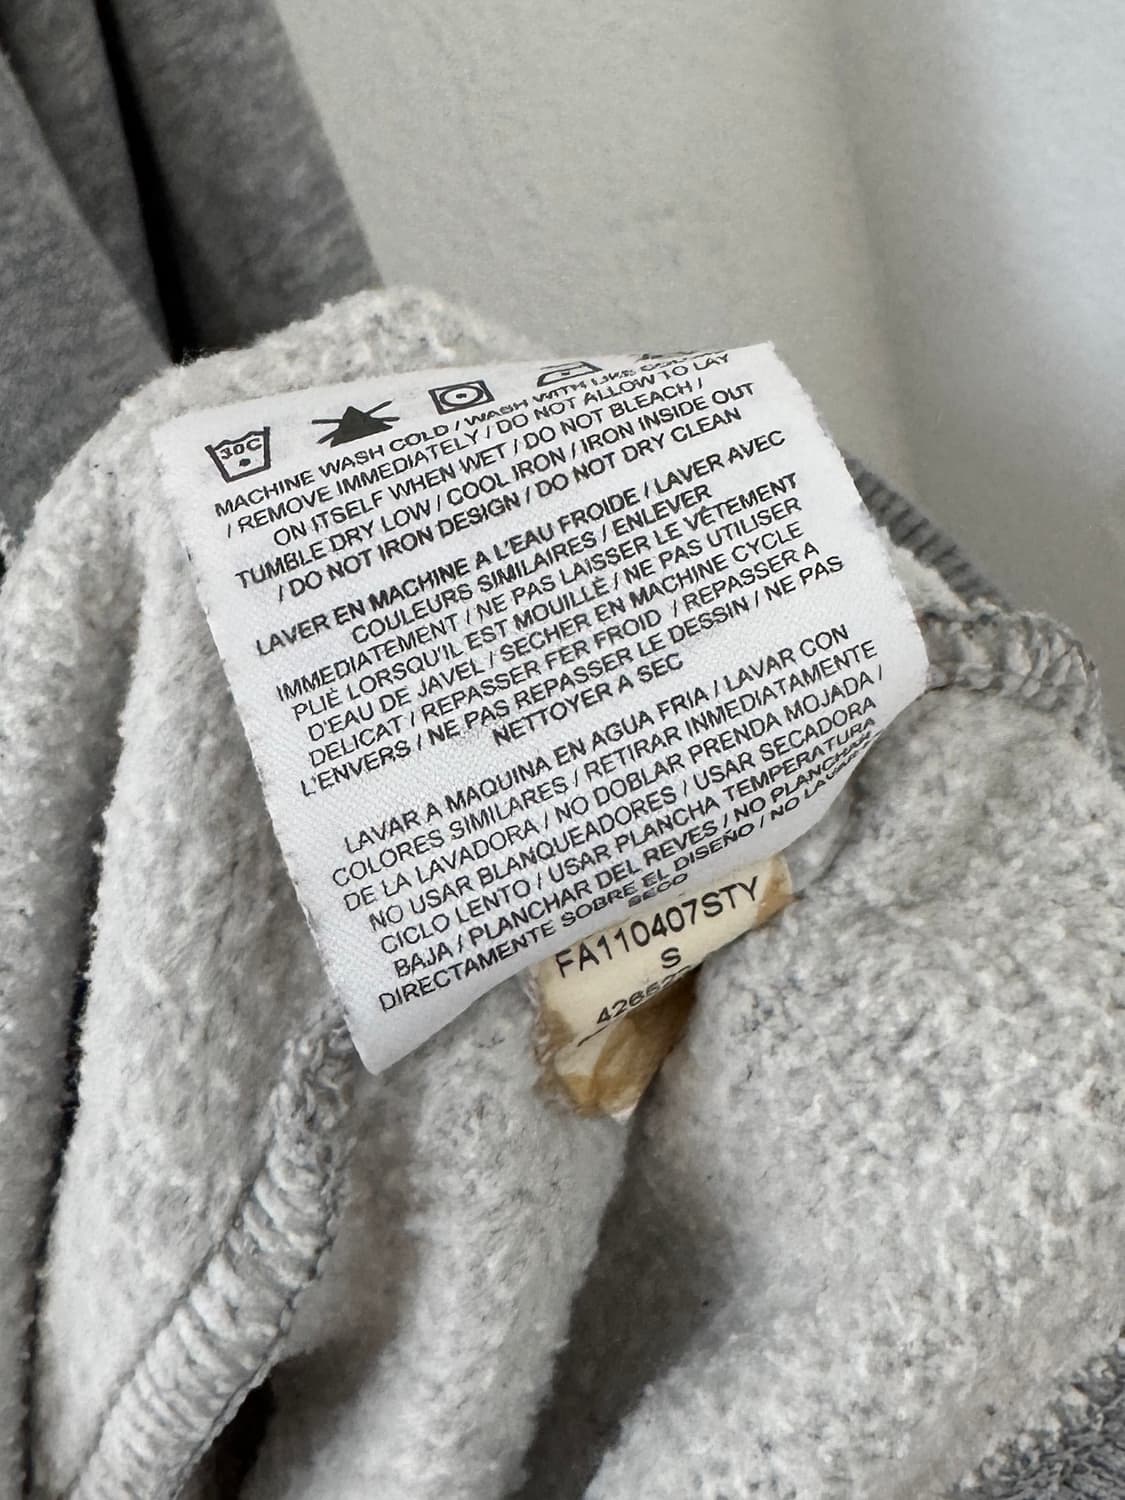 30C
MACHINE WASH COLD / WASH WITH LIKE
/ REMOVE IMMEDIATELY / DO NOT ALLOW TO LAY
ON ITSELF WHEN WET / DO NOT BLEACH /
TUMBLE DRY LOW / COOL IRON / IRON INSIDE OUT
/ DO NOT IRON DESIGN / DO NOT DRY CLEAN
LAVER EN MACHINE A L'EAU FROIDE / LAVER AVEC
COULEURS SIMILAIRES / ENLEVER
IMMEDIATEMENT / NE PAS LAISSER LE VÉTEMENT
PLIÈ LORSQU'IL EST MOUILLÈ / NE PAS UTILISER
D'EAU DE JAVEL / SECHER EN MACHINE CYCLE
DELICAT / REPASSER FER FROID / REPASSER A
L'ENVERS / NE PAS REPASSER LE DESSIN / NE PAS
NETTOYER A SEC
LAVAR A MAQUINA EN AGUA FRIA / LAVAR CON
COLORES SIMILARES / RETIRAR INMEDIATAMENTE
DE LA LAVADORA / NO DOBLAR PRENDA MOJADA /
NO USAR BLANQUEADORES / USAR SECADORA
CICLO LENTO / USAR PLANCHA TEMPERATURA
BAJA / PLANCHAR DEL REVES / NO PLANCHAR
DIRECTAMENTE SOBRE EL DISEÑO / NO LAVAR
SECO
FA110407STY
S